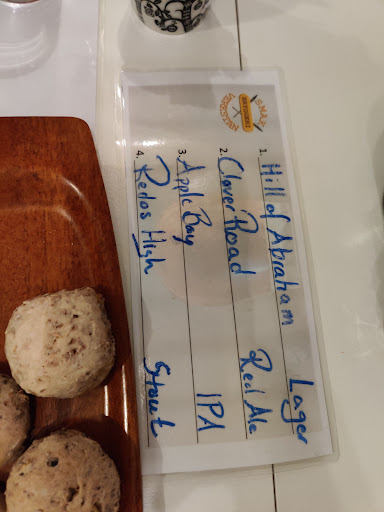 1. Hill of Abraham Lager
2. Clover Road Red Ale
3. Apple Bay IPA
4. Redos High Stout